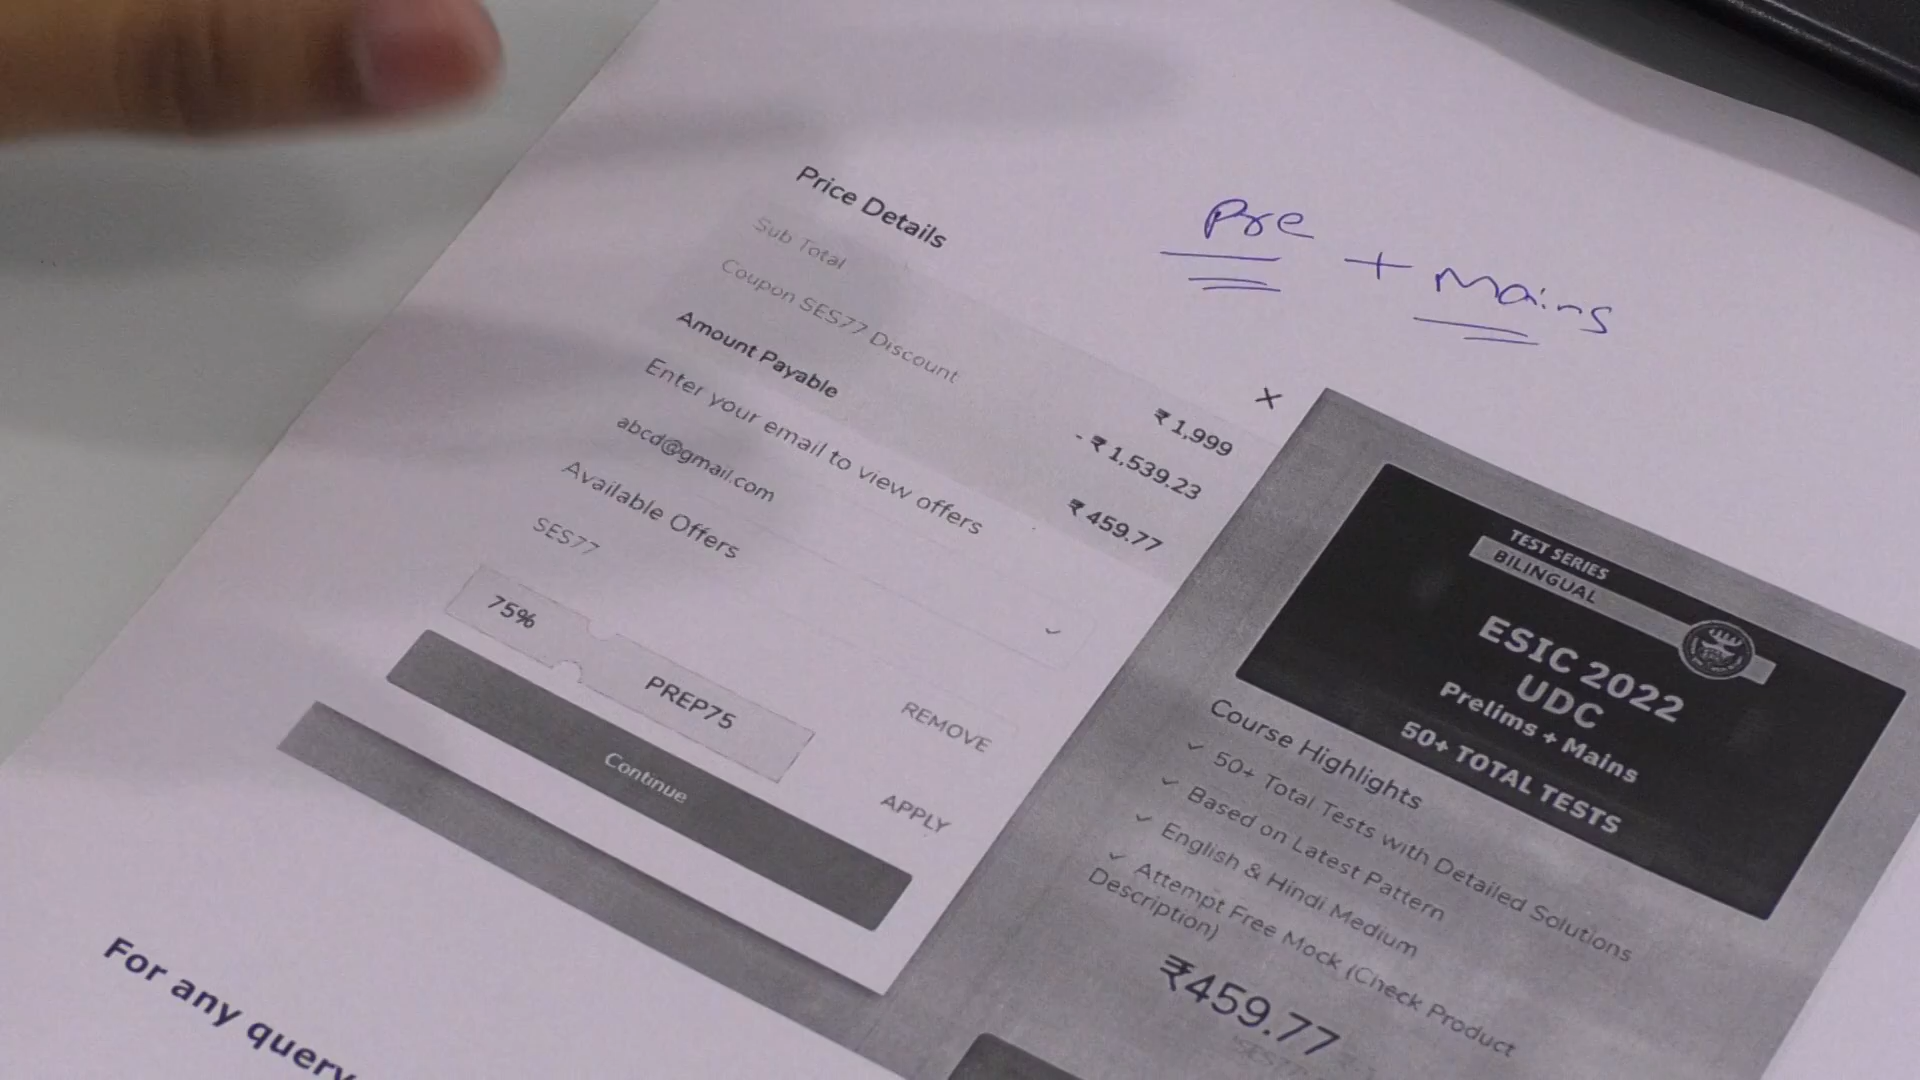 Pre + Mains
Price Details
Sub Total
₹ 1,999
Coupon SES77 Discount
- ₹ 1,539.23
Amount Payable
₹ 459.77
Enter your email to view offers
abcd@gmail.com
Available Offers
SES77
REMOVE
75%
PREP75
APPLY
Continue
TEST SERIES
BILINGUAL
ESIC 2022
UDC
Prelims + Mains
50+ TOTAL TESTS
Course Highlights
50+ Total Tests with Detailed Solutions
Based on Latest Pattern
English & Hindi Medium
Attempt Free Mock (Check Product
Description)
₹459.77
For any query